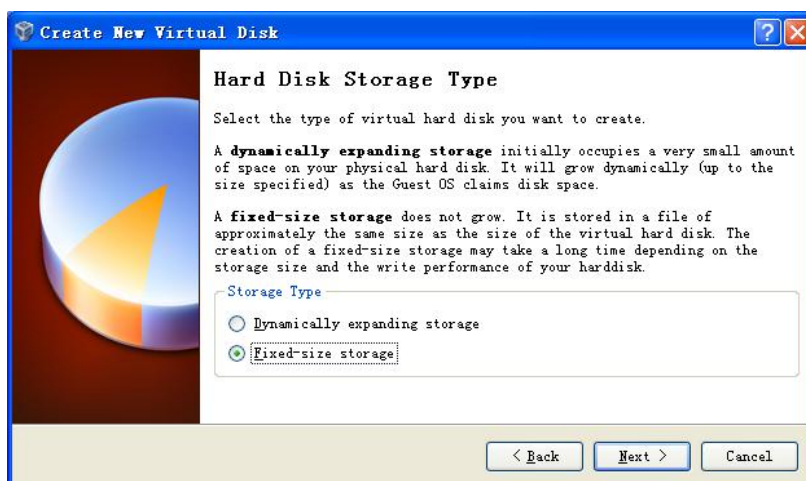 Create New Virtual Disk
Hard Disk Storage Type
Select the type of virtual hard disk you want to create.
A dynamically expanding storage initially occupies a very small amount
of space on your physical hard disk. It will grow dynamically (up to the
size specified) as the Guest OS claims disk space.
A fixed-size storage does not grow. It is stored in a file of
approximately the same size as the size of the virtual hard disk. The
creation of a fixed-size storage may take a long time depending on the
storage size and the write performance of your harddisk.
Storage Type
Dynamically expanding storage
Fixed-size storage
< Back
Next >
Cancel